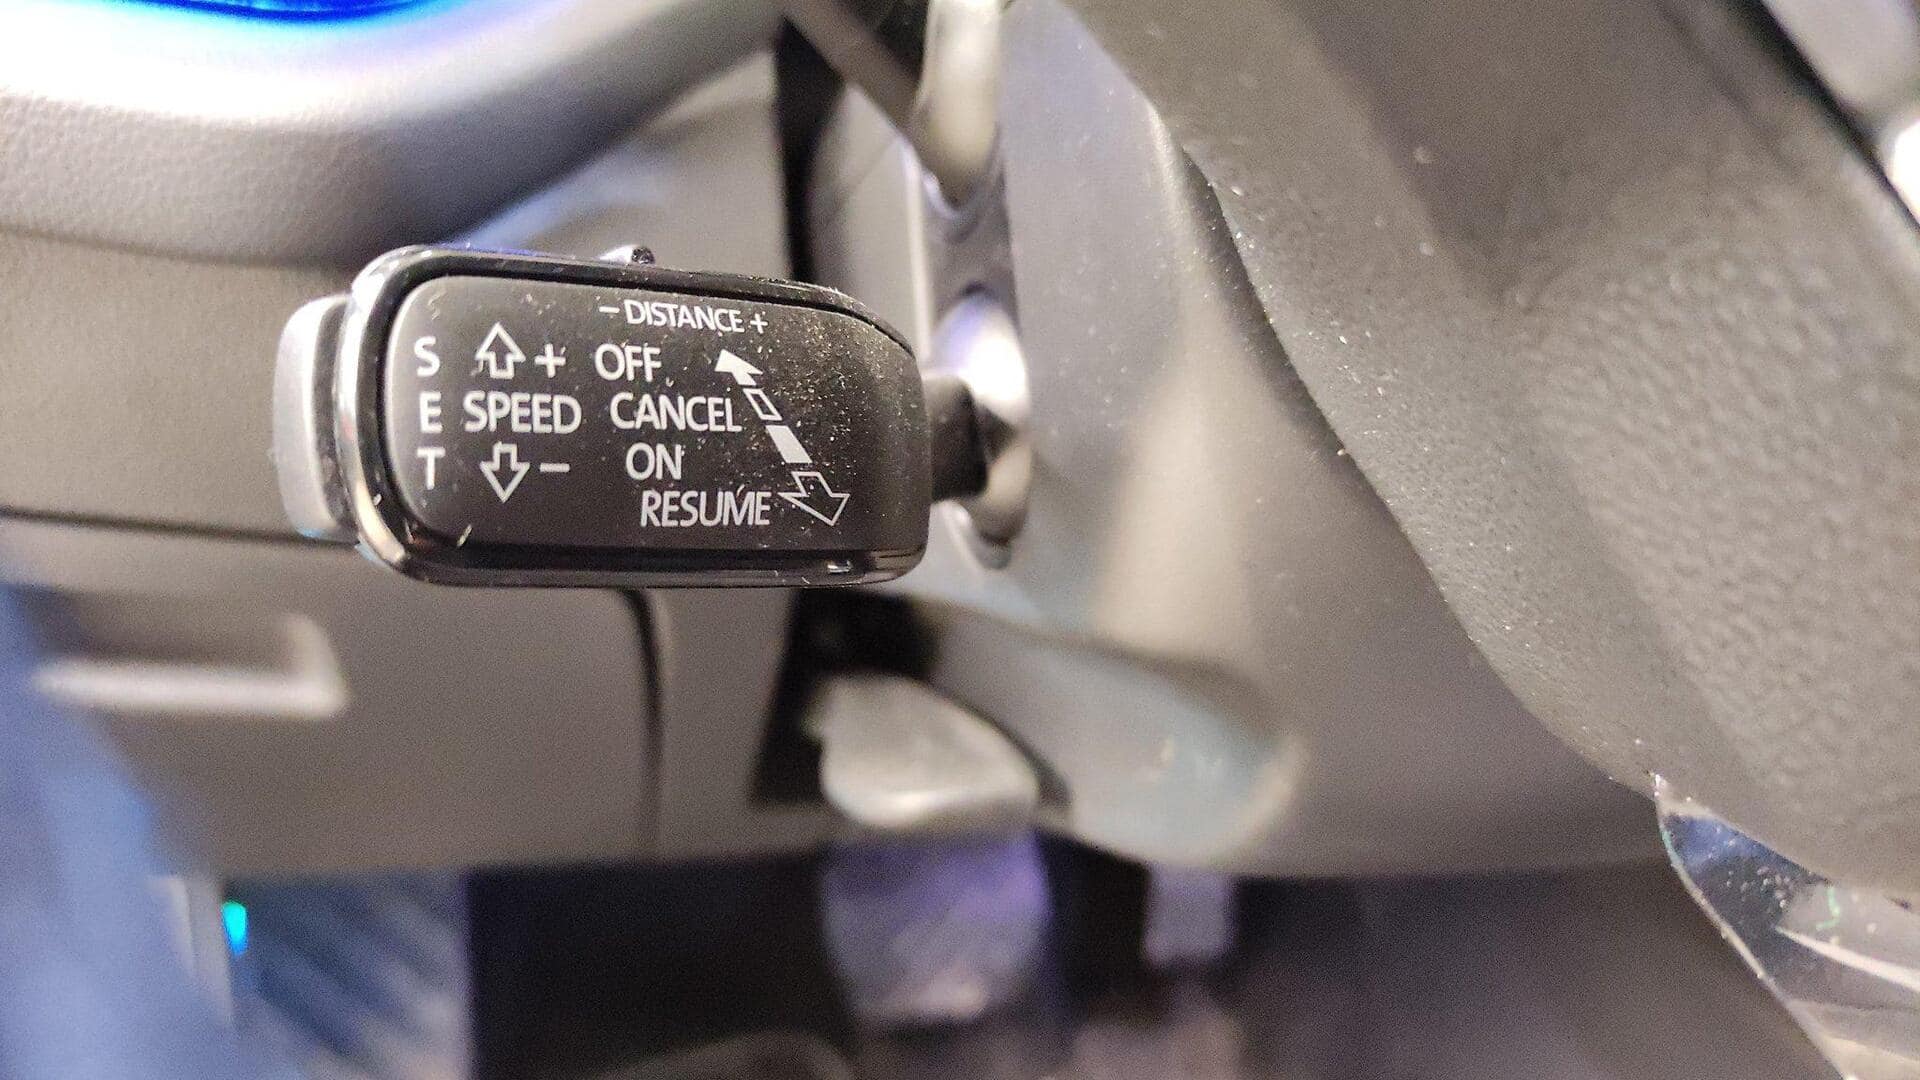 − DISTANCE +
S + OFF
E SPEED CANCEL
T − ON
RESUME